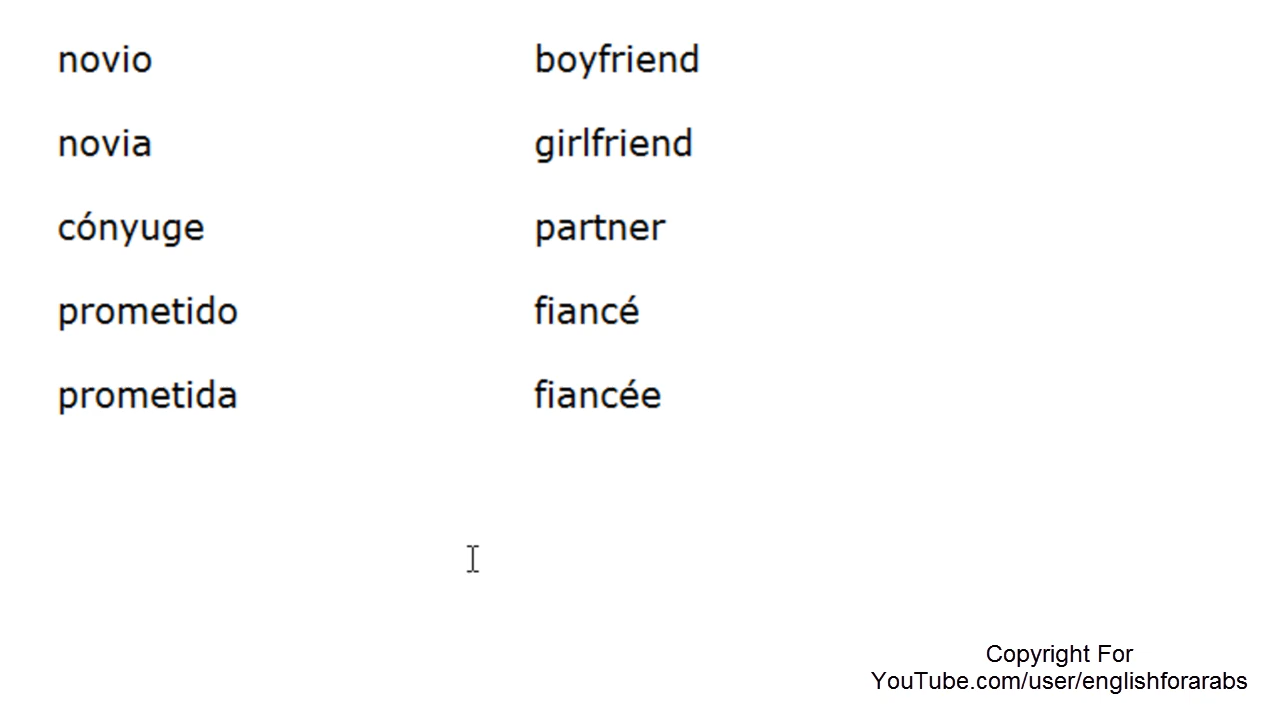 novio boyfriend
novia girlfriend
cónyuge partner
prometido fiancé
prometida fiancée
Copyright For
YouTube.com/user/englishforarabs